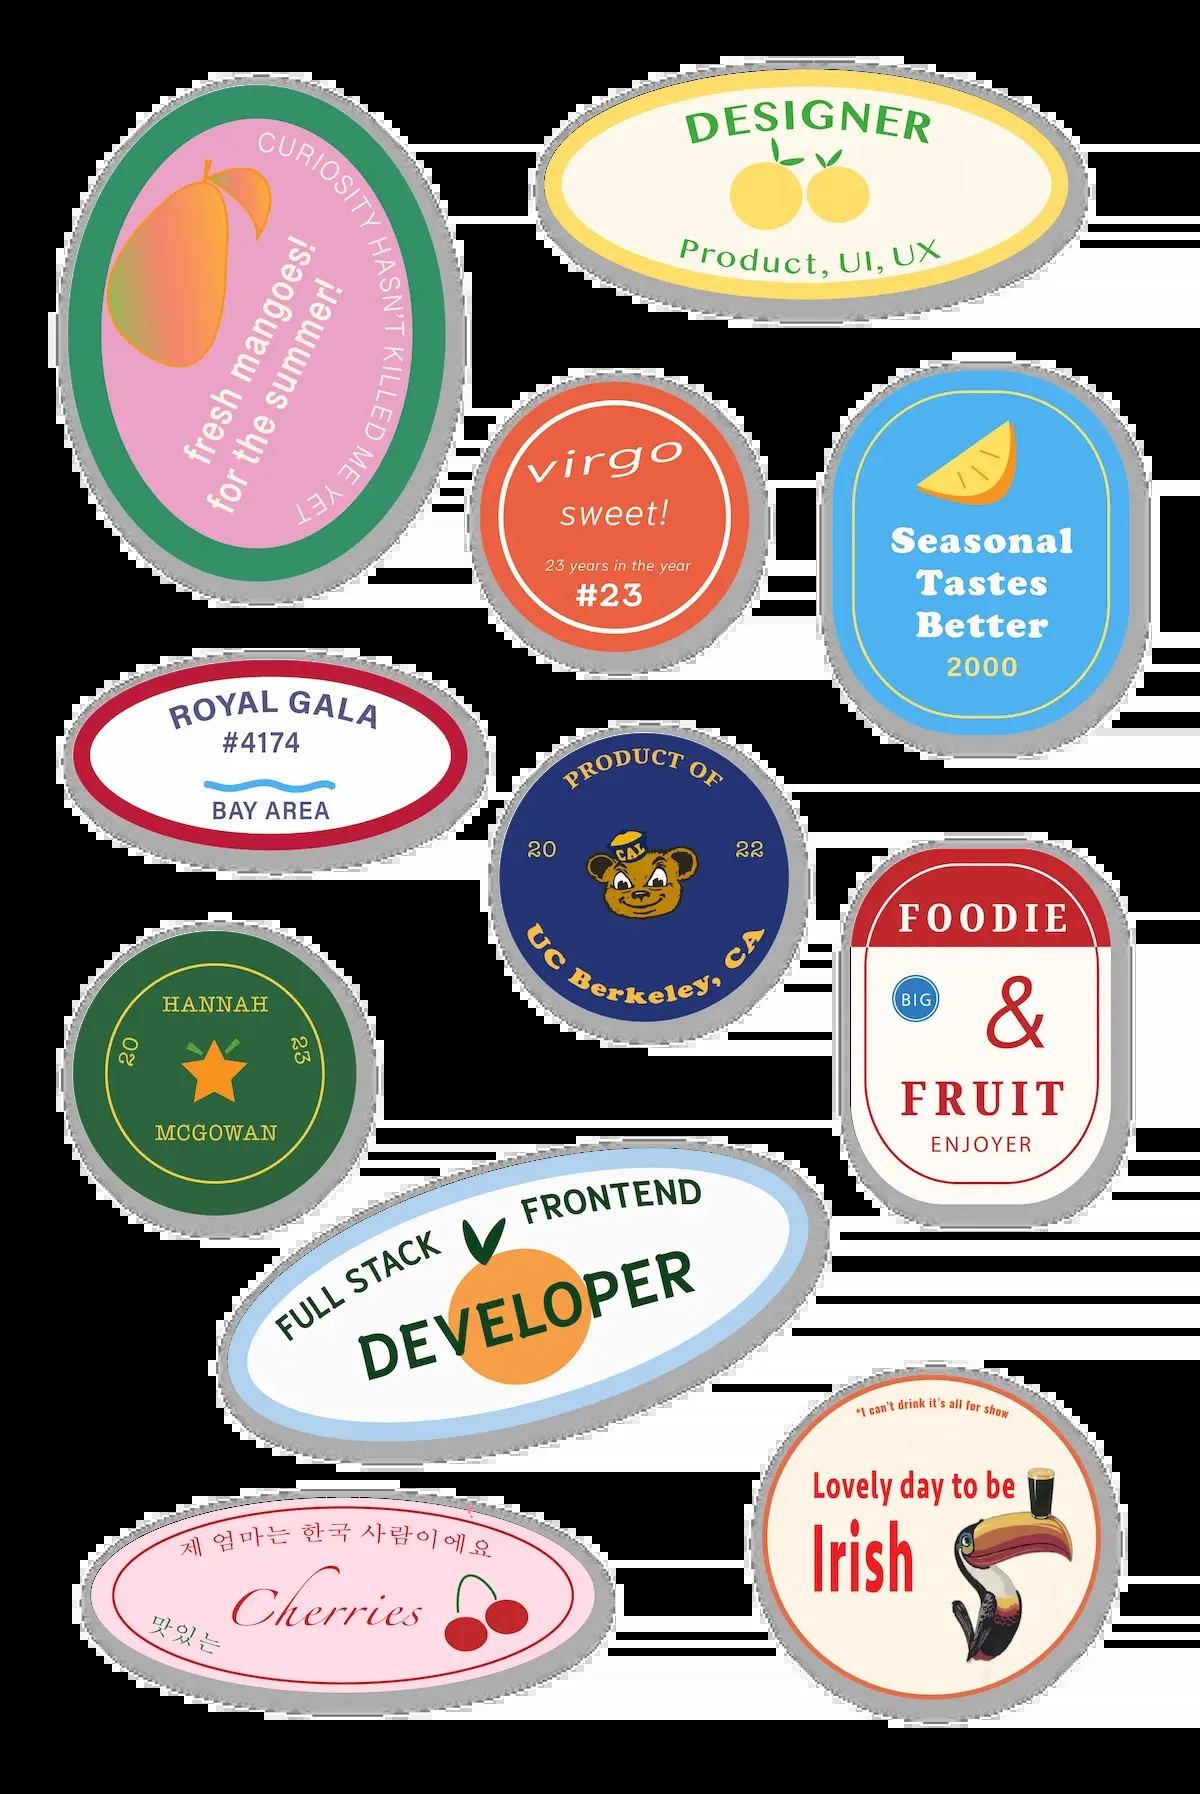 CURIOSITY HASN'T KILLED ME YET
fresh mangoes!
for the summer!
DESIGNER
Product, UI, UX
virgo
sweet!
23 years in the year
#23
Seasonal
Tastes
Better
2000
ROYAL GALA
#4174
BAY AREA
PRODUCT OF
20 22
CAL
UC Berkeley, CA
FOODIE
BIG &
FRUIT
ENJOYER
HANNAH
20 23
MCGOWAN
FULL STACK FRONTEND
DEVELOPER
*I can't drink it's all for show
Lovely day to be
Irish
제 엄마는 한국 사람이에요
Cherries
맛있는